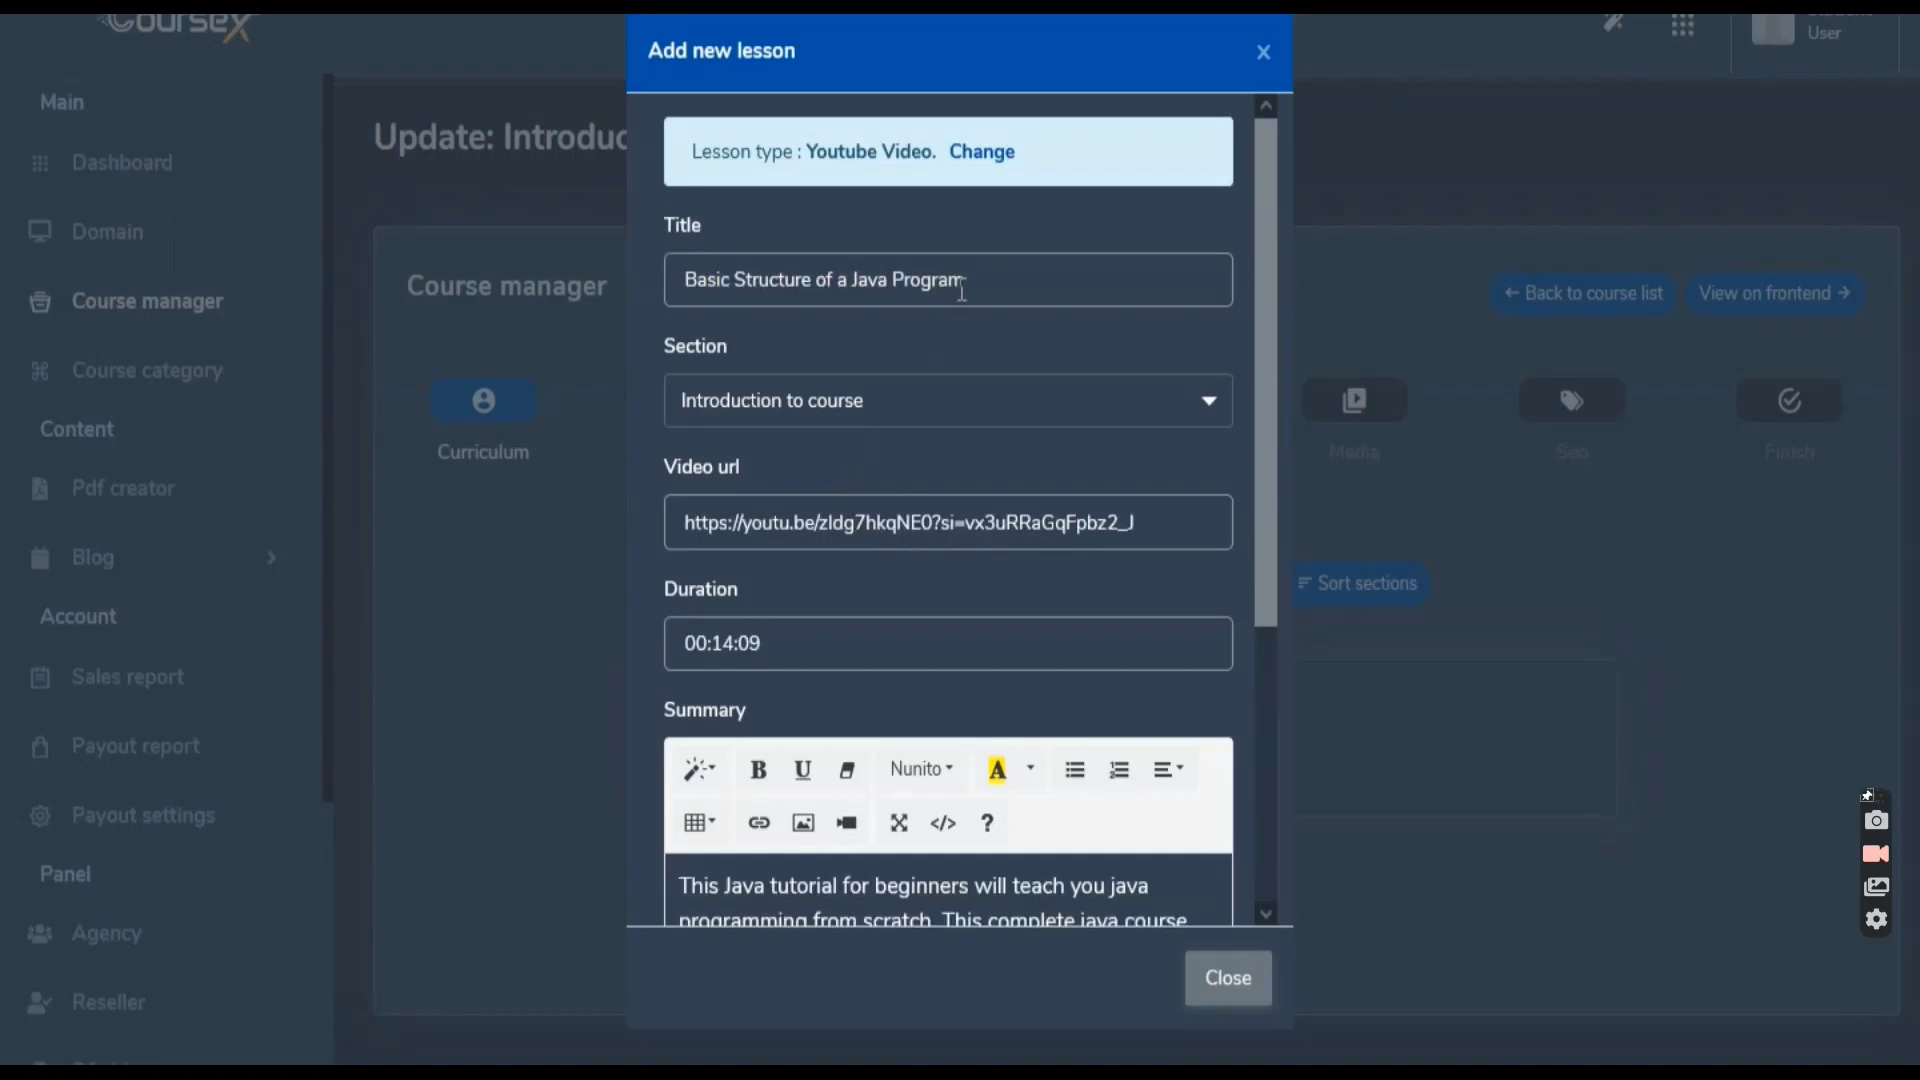 CourseX
User
Add new lesson
x
Main
Dashboard
Domain
Course manager
Course category
Content
Pdf creator
Blog
Account
Sales report
Payout report
Payout settings
Panel
Agency
Reseller
Update: Introduc
Course manager
← Back to course list
View on frontend →
Curriculum
Media
Seo
Finish
Sort sections
Lesson type : Youtube Video. Change
Title
Basic Structure of a Java Program
Section
Introduction to course
Video url
https://youtu.be/zldg7hkqNE0?si=vx3uRRaGqFpbz2_J
Duration
00:14:09
Summary
B U Nunito A
</> ?
This Java tutorial for beginners will teach you java
programming from scratch. This complete java course
Close